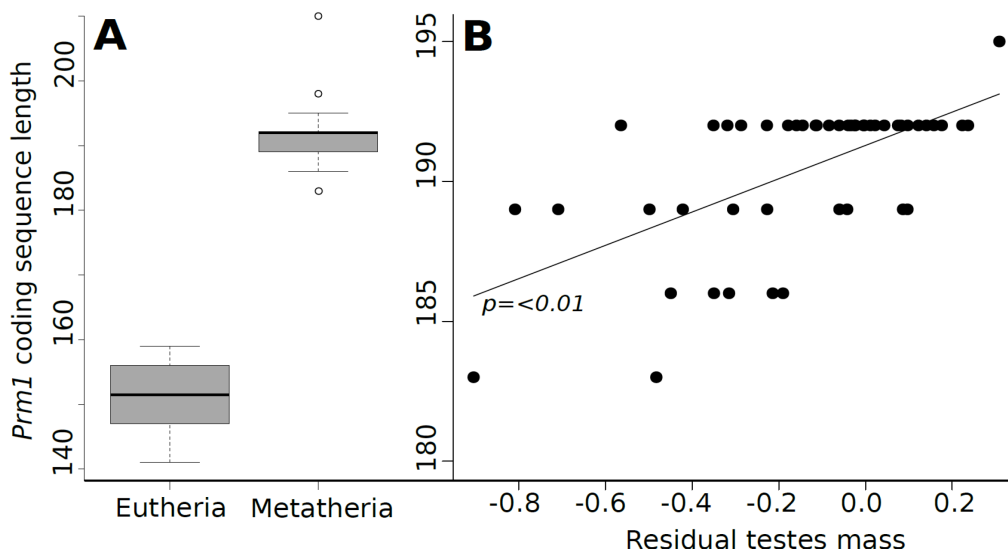 A
B
Prm1 coding sequence length
200
180
160
140
Eutheria
Metatheria
195
190
185
180
p=<0.01
-0.8
-0.6
-0.4
-0.2
0.0
0.2
Residual testes mass